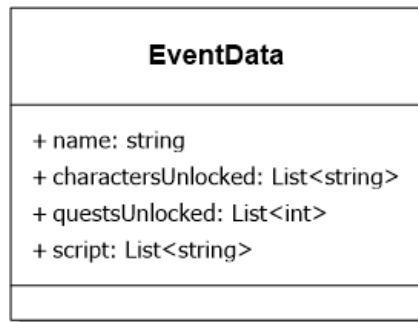 EventData
+ name: string
+ charactersUnlocked: List<string>
+ questsUnlocked: List<int>
+ script: List<string>